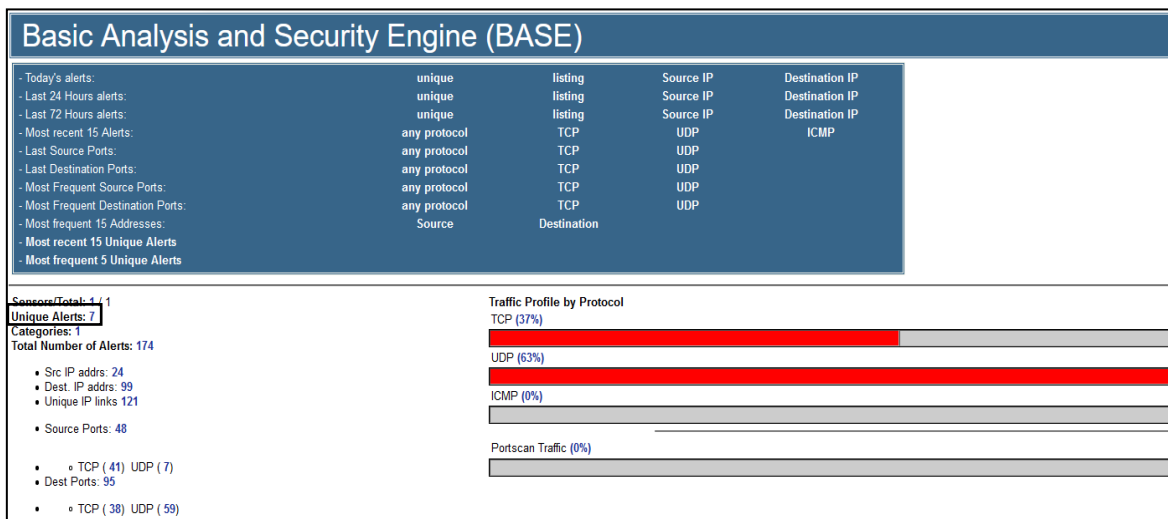 Basic Analysis and Security Engine (BASE)
- Today's alerts: unique listing Source IP Destination IP
- Last 24 Hours alerts: unique listing Source IP Destination IP
- Last 72 Hours alerts: unique listing Source IP Destination IP
- Most recent 15 Alerts: any protocol TCP UDP ICMP
- Last Source Ports: any protocol TCP UDP
- Last Destination Ports: any protocol TCP UDP
- Most Frequent Source Ports: any protocol TCP UDP
- Most Frequent Destination Ports: any protocol TCP UDP
- Most frequent 15 Addresses: Source Destination
- Most recent 15 Unique Alerts
- Most frequent 5 Unique Alerts
Sensors/Total: 1 / 1
Unique Alerts: 7
Categories: 1
Total Number of Alerts: 174
• Src IP addrs: 24
• Dest. IP addrs: 99
• Unique IP links 121
• Source Ports: 48
• ◦ TCP ( 41) UDP ( 7)
• Dest Ports: 95
• ◦ TCP ( 38) UDP ( 59)
Traffic Profile by Protocol
TCP (37%)
UDP (63%)
ICMP (0%)
Portscan Traffic (0%)